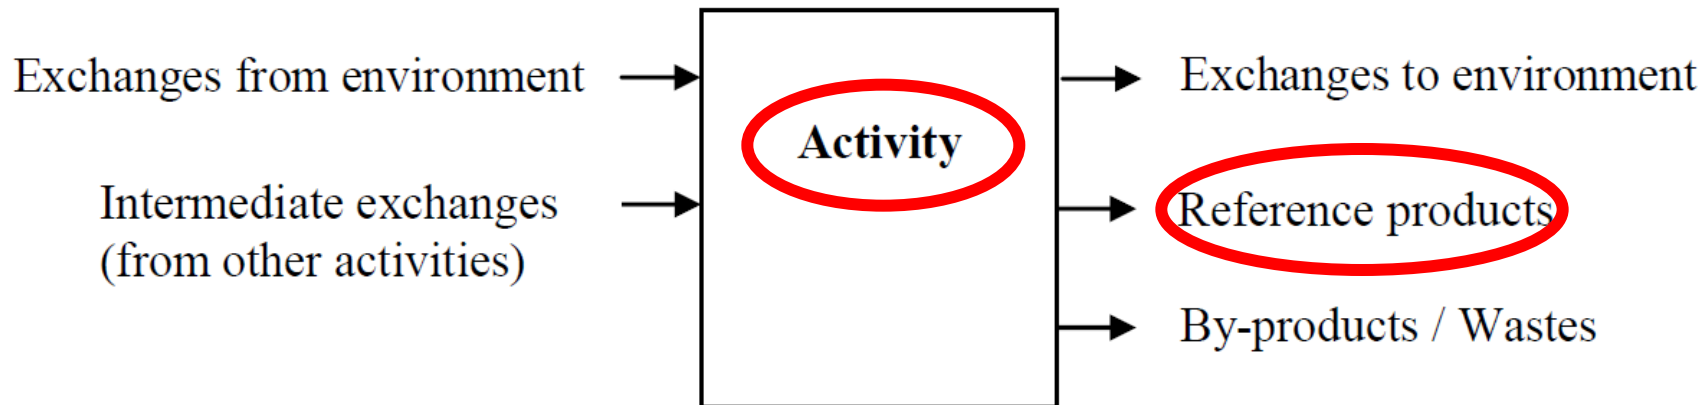 Exchanges from environment
Intermediate exchanges
(from other activities)
Activity
Exchanges to environment
Reference products
By-products / Wastes